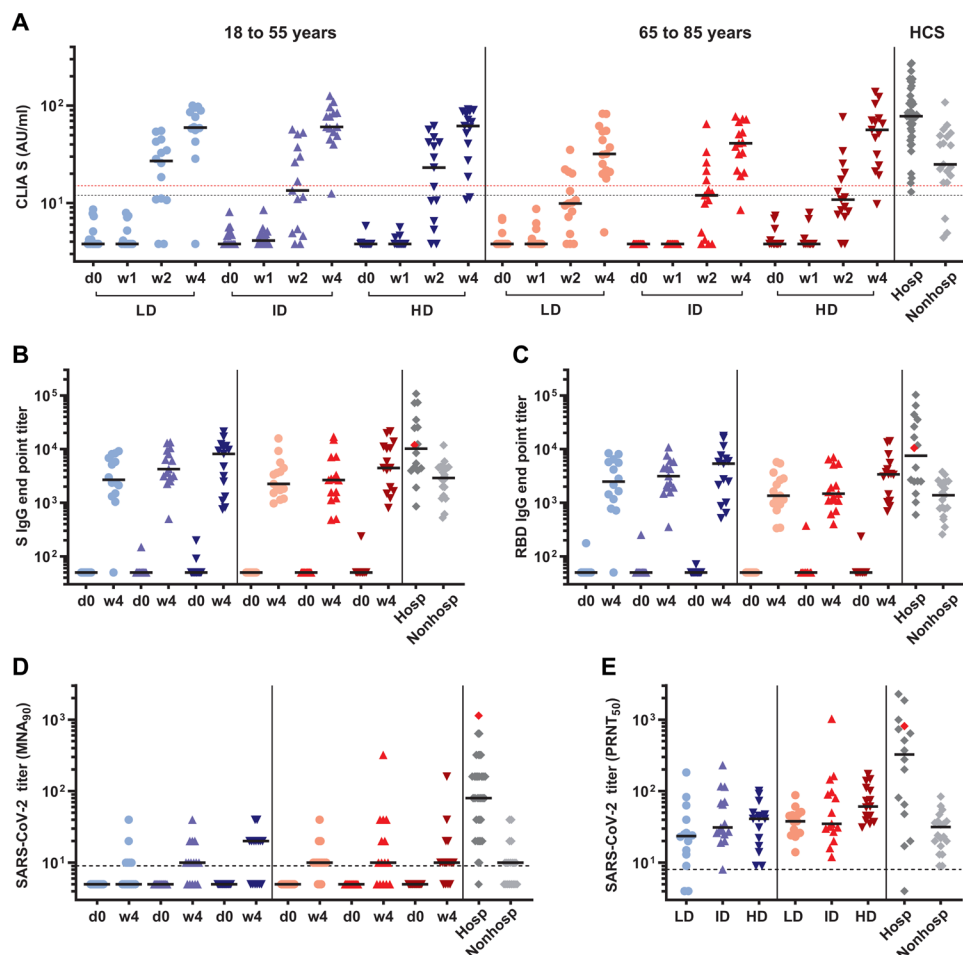 A
18 to 55 years
65 to 85 years
HCS
CLIA S (AU/ml)
10²
10¹
d0 w1 w2 w4 d0 w1 w2 w4 d0 w1 w2 w4 d0 w1 w2 w4 d0 w1 w2 w4 d0 w1 w2 w4 Hosp Nonhosp
LD ID HD LD ID HD
B
S IgG end point titer
10⁵
10⁴
10³
10²
d0 w4 d0 w4 d0 w4 d0 w4 d0 w4 d0 w4 Hosp Nonhosp
C
RBD IgG end point titer
10⁵
10⁴
10³
10²
d0 w4 d0 w4 d0 w4 d0 w4 d0 w4 d0 w4 Hosp Nonhosp
D
SARS-CoV-2 titer (MNA₉₀)
10³
10²
10¹
d0 w4 d0 w4 d0 w4 d0 w4 d0 w4 d0 w4 Hosp Nonhosp
E
SARS-CoV-2 titer (PRNT₅₀)
10³
10²
10¹
LD ID HD LD ID HD Hosp Nonhosp